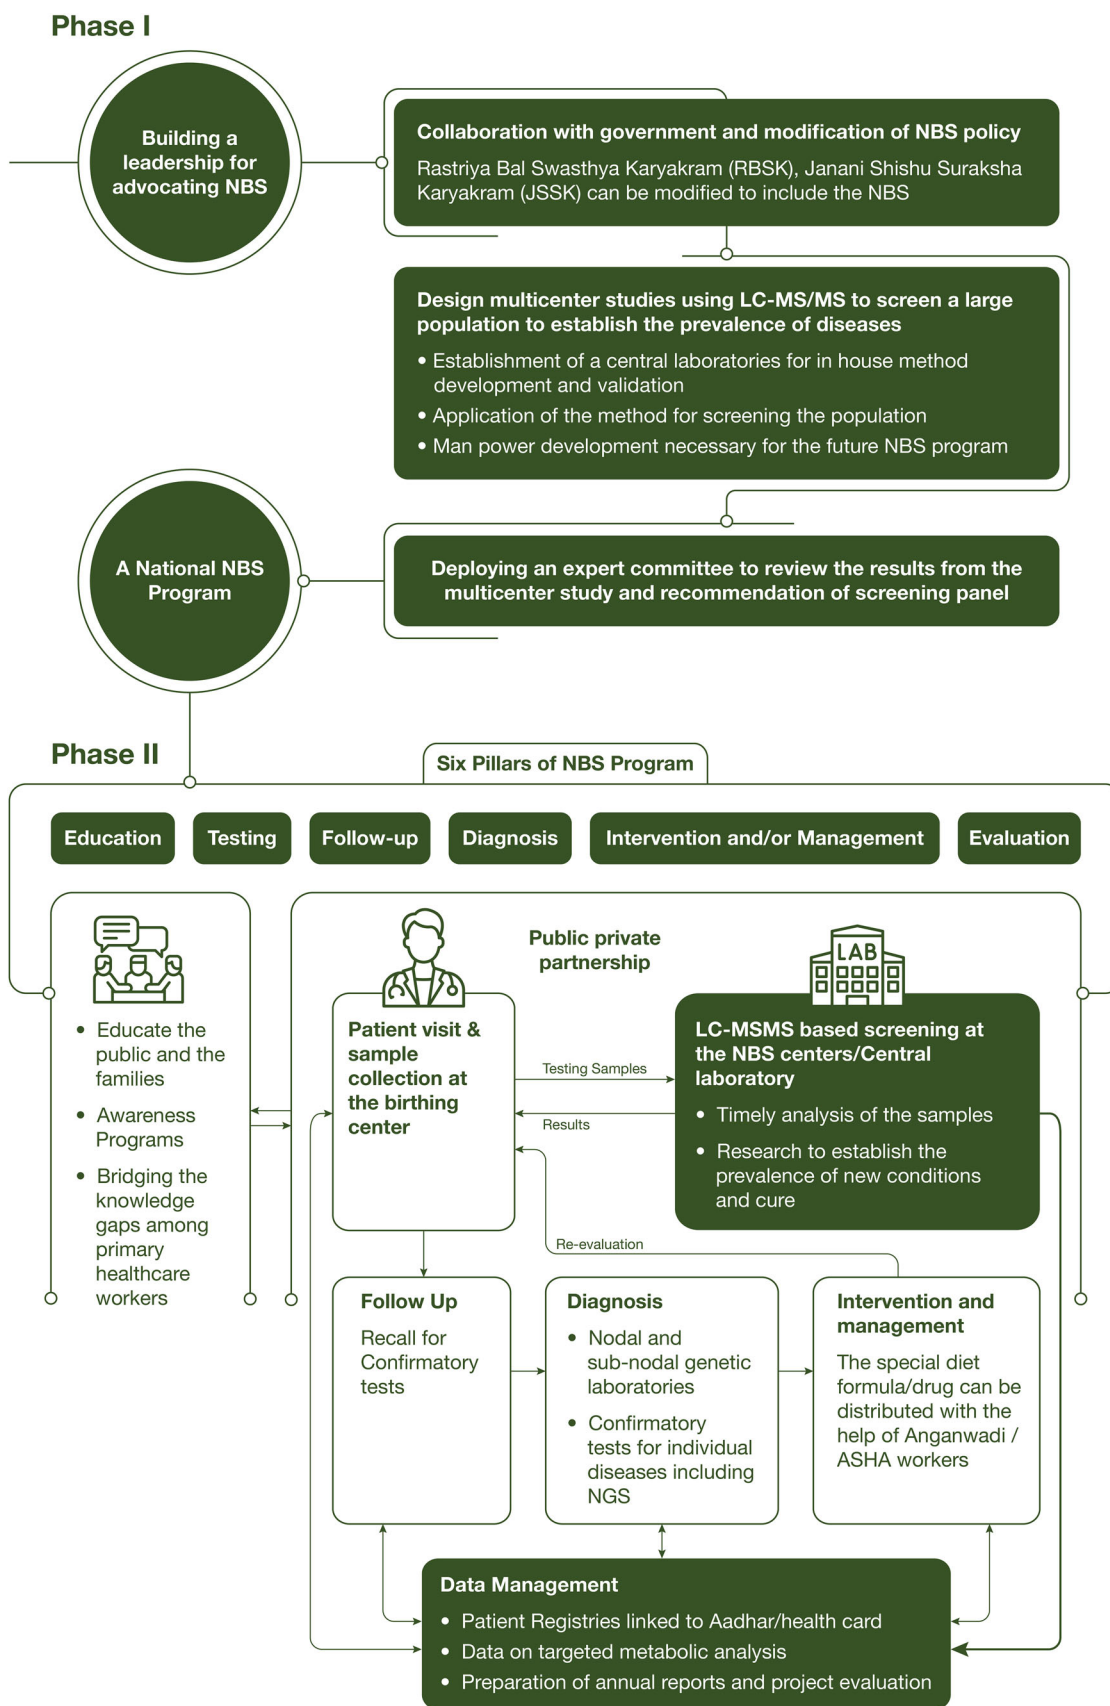 Phase I
Building a
leadership for
advocating NBS
Collaboration with government and modification of NBS policy
Rastriya Bal Swasthya Karyakram (RBSK), Janani Shishu Suraksha
Karyakram (JSSK) can be modified to include the NBS
Design multicenter studies using LC-MS/MS to screen a large
population to establish the prevalence of diseases
• Establishment of a central laboratories for in house method
development and validation
• Application of the method for screening the population
• Man power development necessary for the future NBS program
A National NBS
Program
Deploying an expert committee to review the results from the
multicenter study and recommendation of screening panel
Phase II
Six Pillars of NBS Program
Education
Testing
Follow-up
Diagnosis
Intervention and/or Management
Evaluation
• Educate the
public and the
families
• Awareness
Programs
• Bridging the
knowledge
gaps among
primary
healthcare
workers
Public private
partnership
LAB
Patient visit &
sample
collection at
the birthing
center
Testing Samples
Results
LC-MSMS based screening at
the NBS centers/Central
laboratory
• Timely analysis of the samples
• Research to establish the
prevalence of new conditions
and cure
Re-evaluation
Follow Up
Recall for
Confirmatory
tests
Diagnosis
• Nodal and
sub-nodal genetic
laboratories
• Confirmatory
tests for individual
diseases including
NGS
Intervention and
management
The special diet
formula/drug can be
distributed with the
help of Anganwadi /
ASHA workers
Data Management
• Patient Registries linked to Aadhar/health card
• Data on targeted metabolic analysis
• Preparation of annual reports and project evaluation